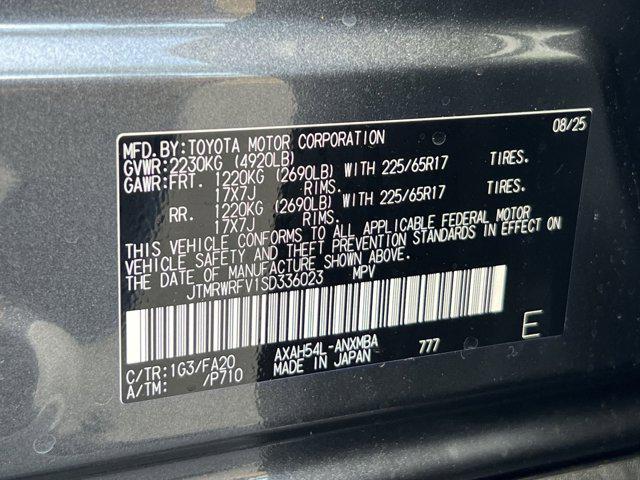 08/25
MFD.BY:TOYOTA MOTOR CORPORATION
GVWR:2230KG (4920LB)
GAWR:FRT. 1220KG (2690LB) WITH 225/65R17 TIRES.
17X7J RIMS.
RR. 1220KG (2690LB) WITH 225/65R17 TIRES.
17X7J RIMS.
THIS VEHICLE CONFORMS TO ALL APPLICABLE FEDERAL MOTOR
VEHICLE SAFETY AND THEFT PREVENTION STANDARDS IN EFFECT ON
THE DATE OF MANUFACTURE SHOWN ABOVE.
JTMRWRFV1SD336023 MPV
C/TR:1G3/FA20 AXAH54L-ANXMBA 777 E
A/TM: /P710 MADE IN JAPAN